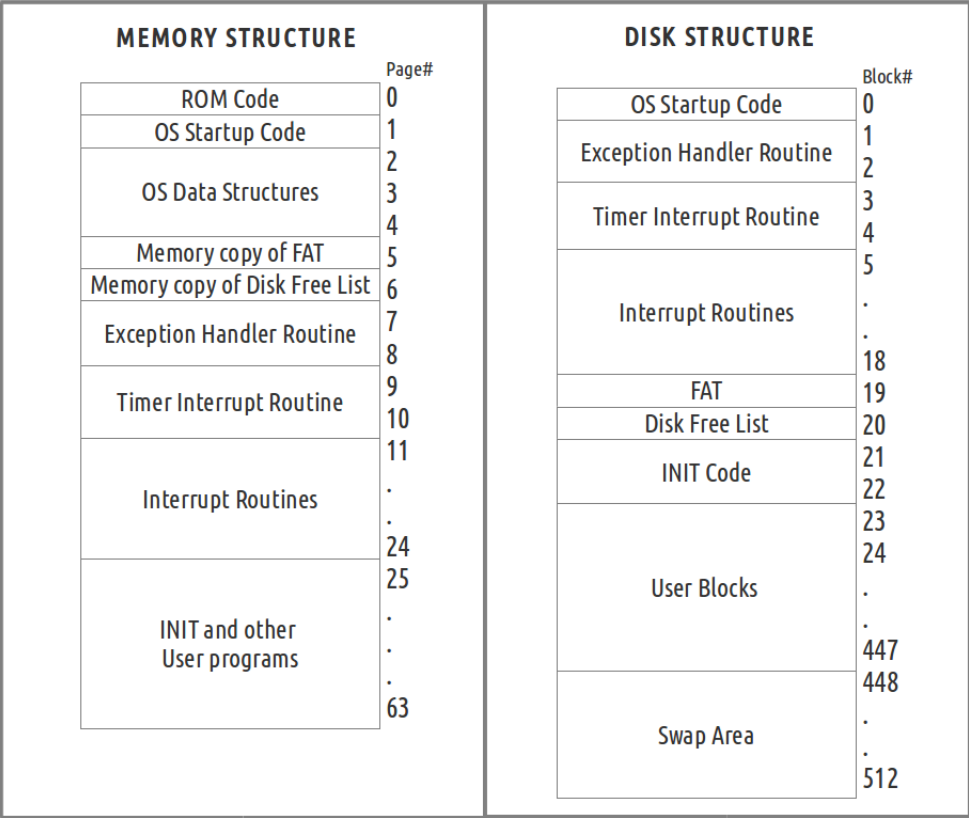 MEMORY STRUCTURE
Page#
ROM Code 0
OS Startup Code 1
2
OS Data Structures 3
4
Memory copy of FAT 5
Memory copy of Disk Free List 6
7
Exception Handler Routine
8
9
Timer Interrupt Routine
10
11
.
Interrupt Routines
.
24
25
.
INIT and other
.
User programs
.
63
DISK STRUCTURE
Block#
OS Startup Code 0
1
Exception Handler Routine
2
3
Timer Interrupt Routine
4
5
.
Interrupt Routines
.
18
FAT 19
Disk Free List 20
21
INIT Code
22
23
24
User Blocks
.
.
447
448
.
Swap Area
.
512